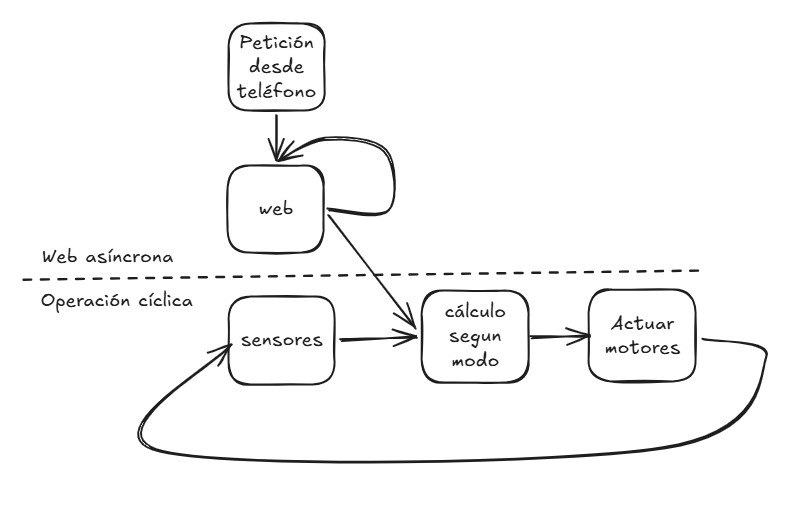 Petición
desde
teléfono
web
Web asíncrona
Operación cíclica
sensores
cálculo
segun
modo
Actuar
motores